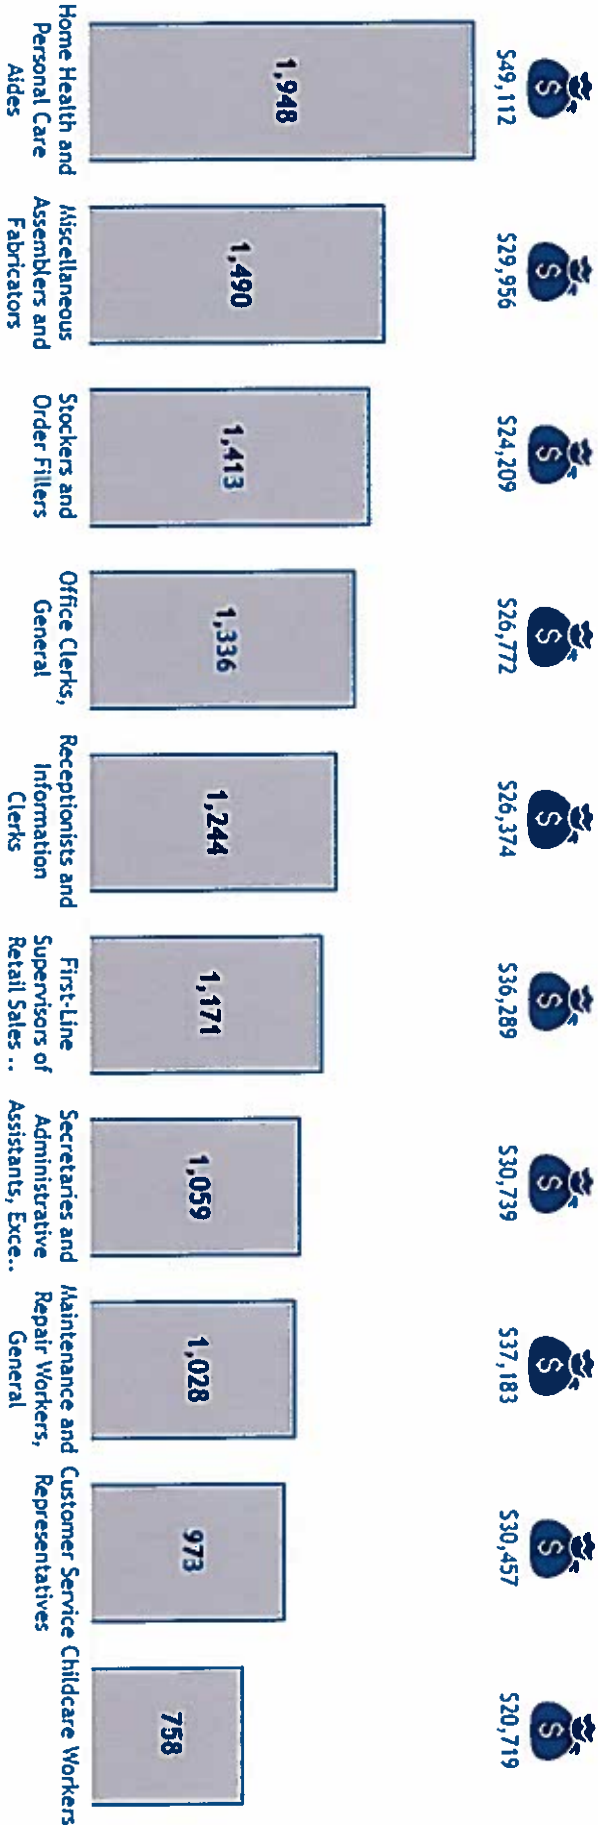 $49,112
$29,956
$24,209
$26,772
$26,374
$36,289
$30,739
$37,183
$30,457
$20,719
1,948
1,490
1,413
1,336
1,244
1,171
1,059
1,028
973
758
Home Health and
Personal Care
Aides
Miscellaneous
Assemblers and
Fabricators
Stockers and
Order Fillers
Office Clerks,
General
Receptionists and
Information
Clerks
First-Line
Supervisors of
Retail Sales ..
Secretaries and
Administrative
Assistants, Exce..
Maintenance and
Repair Workers,
General
Customer Service
Representatives
Childcare Workers